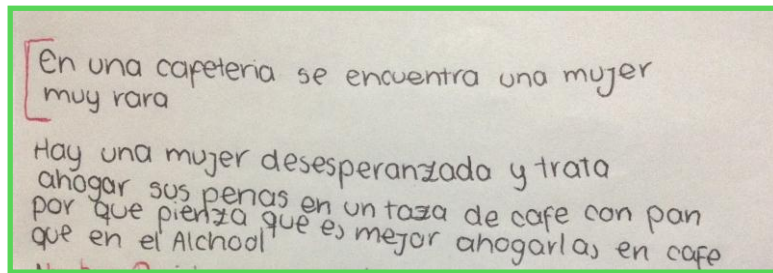 En una cafeteria se encuentra una mujer
muy rara
Hay una mujer desesperanzada y trata
ahogar sus penas en un taza de cafe con pan
por que pienza que es mejor ahogarlas en cafe
que en el Alchool